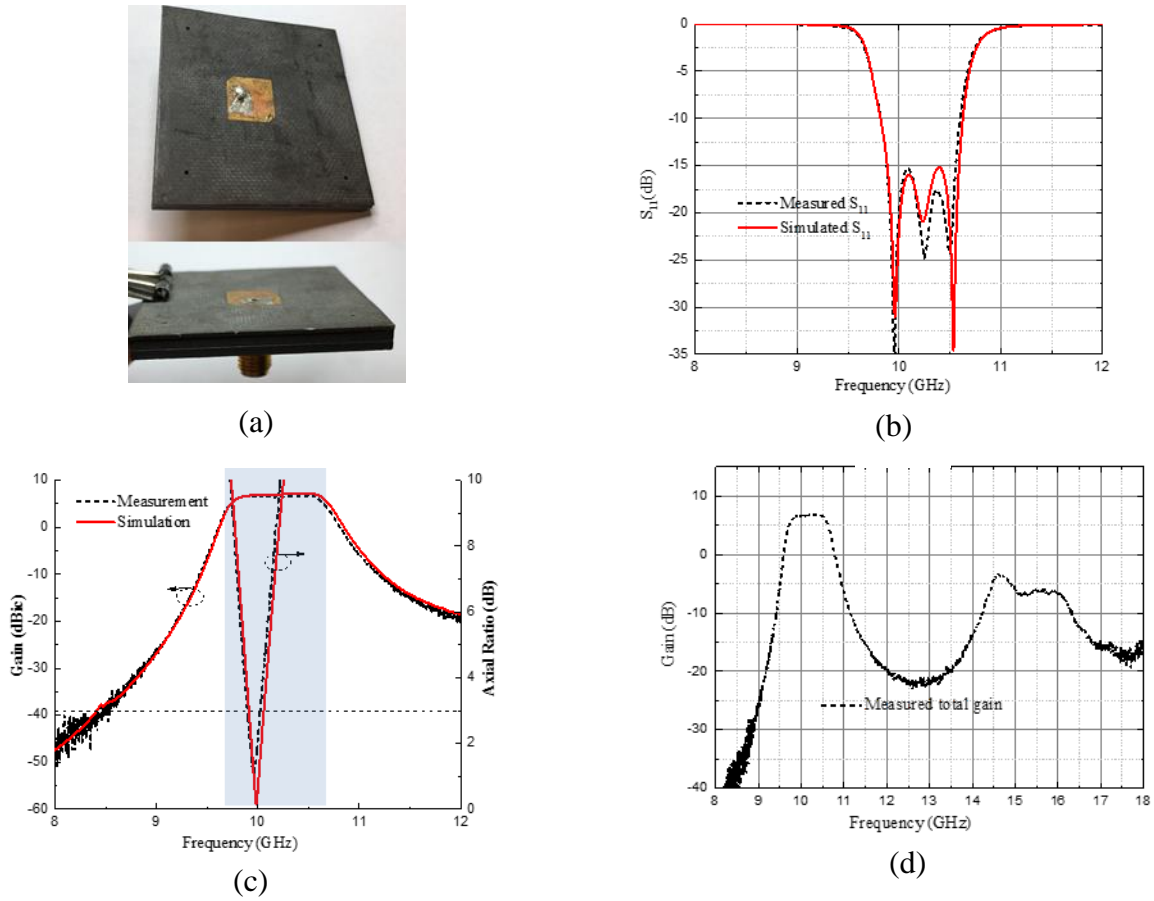 (a)
0
-5
-10
-15
-20
-25
-30
-35
S11(dB)
Measured S11
Simulated S11
8 9 10 11 12
Frequency (GHz)
(b)
10
0
-10
-20
-30
-40
-50
-60
Gain (dBic)
Measurement
Simulation
10
8
6
4
2
0
Axial Ratio (dB)
8 9 10 11 12
Frequency (GHz)
(c)
10
0
-10
-20
-30
-40
Gain (dB)
Measured total gain
8 9 10 11 12 13 14 15 16 17 18
Frequency (GHz)
(d)